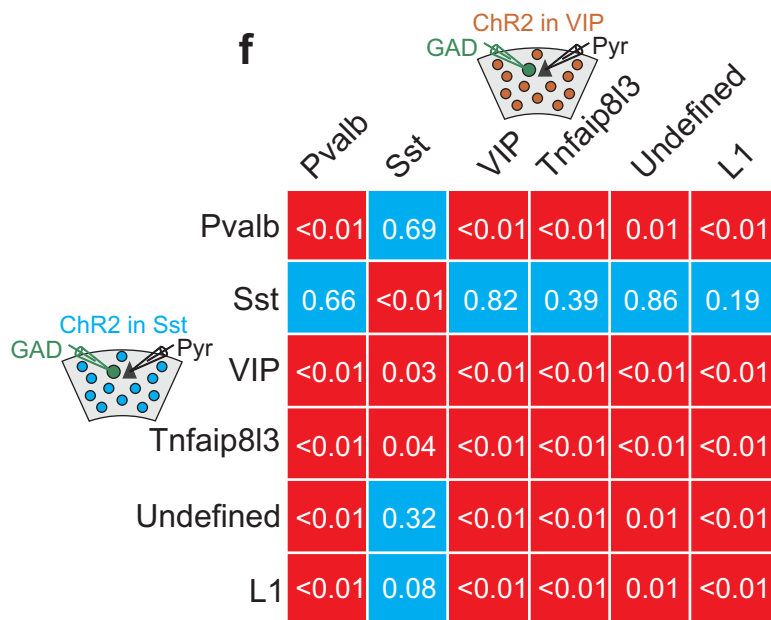 f
ChR2 in VIP
GAD Pyr
Pvalb Sst VIP Tnfaip8l3 Undefined L1
Pvalb <0.01 0.69 <0.01 <0.01 0.01 <0.01
Sst 0.66 <0.01 0.82 0.39 0.86 0.19
ChR2 in Sst
GAD Pyr
VIP <0.01 0.03 <0.01 <0.01 <0.01 <0.01
Tnfaip8l3 <0.01 0.04 <0.01 <0.01 <0.01 <0.01
Undefined <0.01 0.32 <0.01 <0.01 0.01 <0.01
L1 <0.01 0.08 <0.01 <0.01 0.01 <0.01